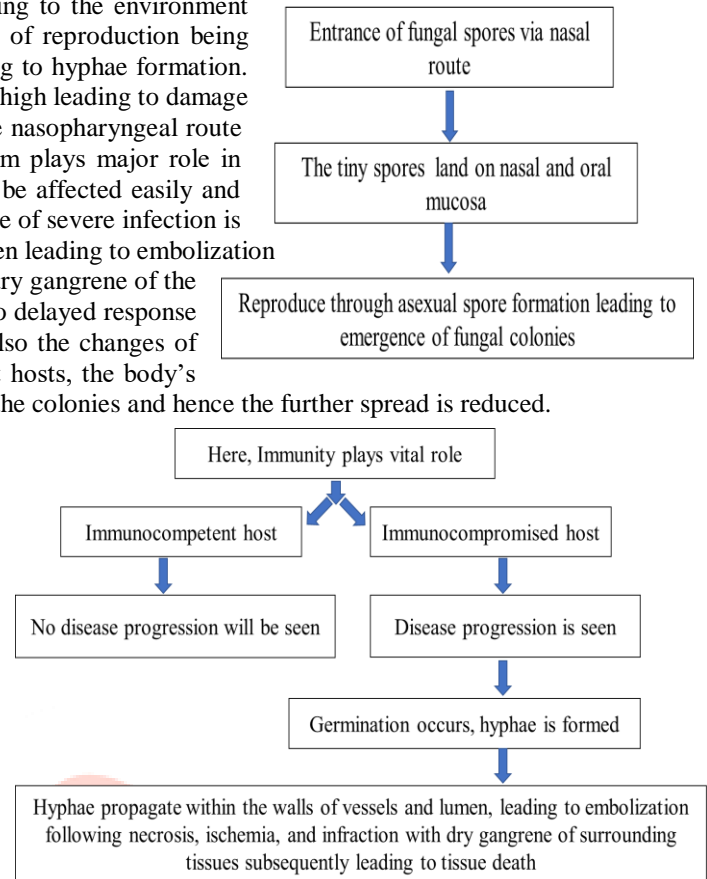 ing to the environment
of reproduction being
g to hyphae formation.
high leading to damage
e nasopharyngeal route
m plays major role in
be affected easily and
e of severe infection is
en leading to embolization
ry gangrene of the
o delayed response
lso the changes of
hosts, the body's
he colonies and hence the further spread is reduced.
Entrance of fungal spores via nasal
route
The tiny spores land on nasal and oral
mucosa
Reproduce through asexual spore formation leading to
emergence of fungal colonies
Here, Immunity plays vital role
Immunocompetent host
Immunocompromised host
No disease progression will be seen
Disease progression is seen
Germination occurs, hyphae is formed
Hyphae propagate within the walls of vessels and lumen, leading to embolization
following necrosis, ischemia, and infraction with dry gangrene of surrounding
tissues subsequently leading to tissue death